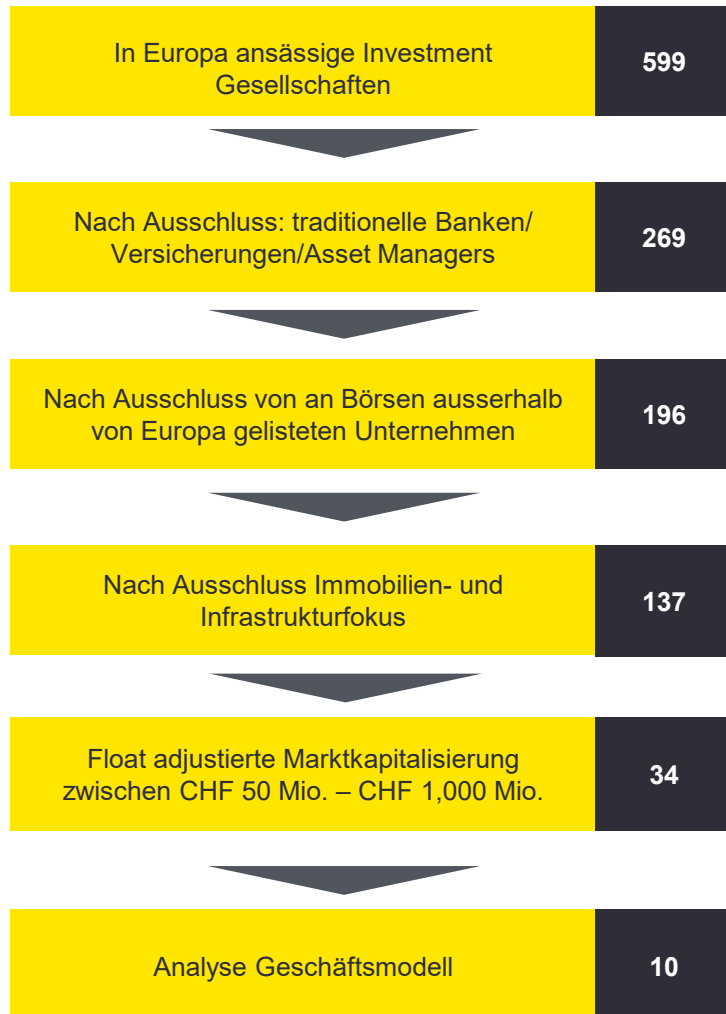 In Europa ansässige Investment
Gesellschaften
599
Nach Ausschluss: traditionelle Banken/
Versicherungen/Asset Managers
269
Nach Ausschluss von an Börsen ausserhalb
von Europa gelisteten Unternehmen
196
Nach Ausschluss Immobilien- und
Infrastrukturfokus
137
Float adjustierte Marktkapitalisierung
zwischen CHF 50 Mio. – CHF 1,000 Mio.
34
Analyse Geschäftsmodell
10